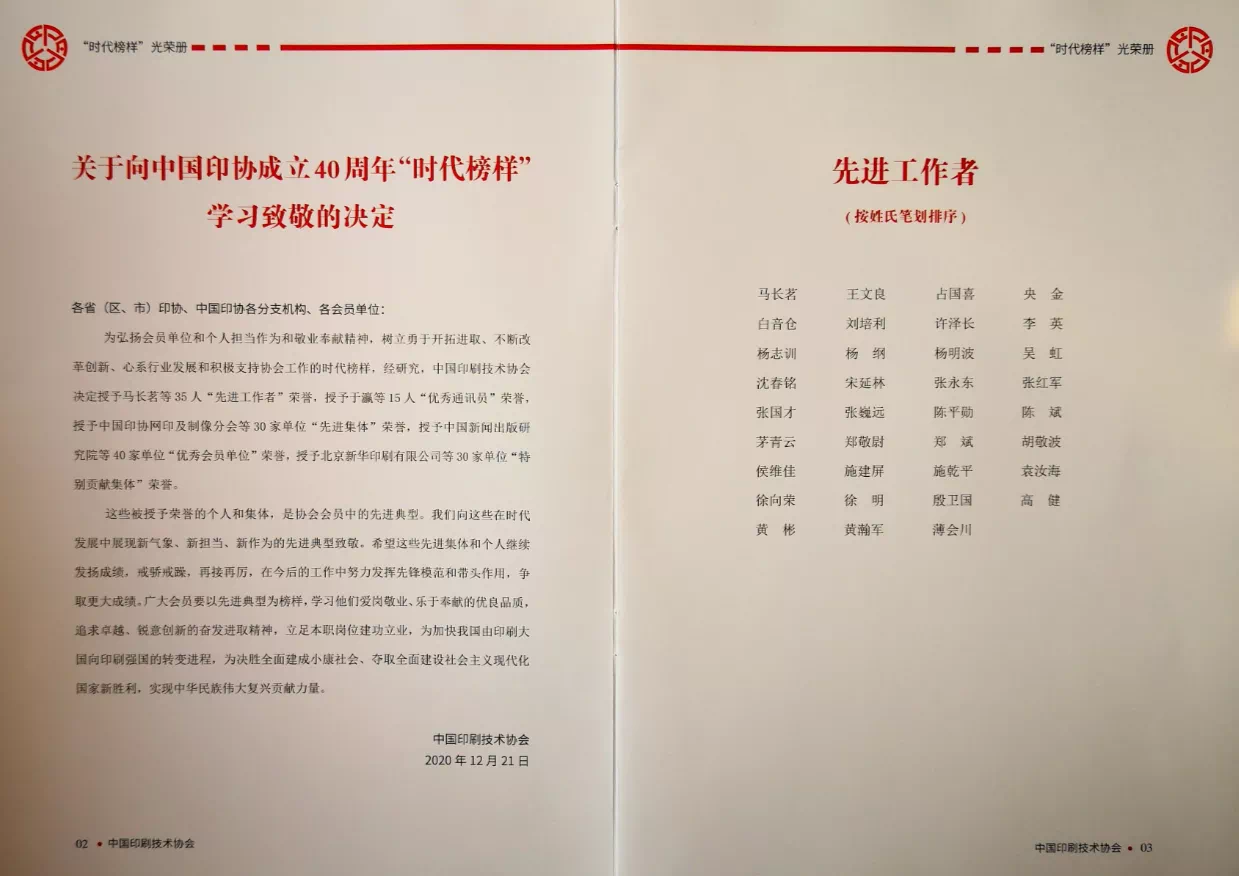 “时代榜样”光荣册
关于向中国印协成立40周年“时代榜样”
学习致敬的决定
各省（区、市）印协、中国印协各分支机构、各会员单位：
为弘扬会员单位和个人担当作为和敬业奉献精神，树立勇于开拓进取、不断改
革创新、心系行业发展和积极支持协会工作的时代榜样，经研究，中国印刷技术协会
决定授予马长茗等35人“先进工作者”荣誉，授予于瀛等15人“优秀通讯员”荣誉，
授予中国印协网印及制像分会等30家单位“先进集体”荣誉，授予中国新闻出版研
究院等40家单位“优秀会员单位”荣誉，授予北京新华印刷有限公司等30家单位“特
别贡献集体”荣誉。
这些被授予荣誉的个人和集体，是协会会员中的先进典型。我们向这些在时代
发展中展现新气象、新担当、新作为的先进典型致敬。希望这些先进集体和个人继续
发扬成绩，戒骄戒躁，再接再厉，在今后的工作中努力发挥先锋模范和带头作用，争
取更大成绩。广大会员要以先进典型为榜样，学习他们爱岗敬业、乐于奉献的优良品质，
追求卓越、锐意创新的奋发进取精神，立足本职岗位建功立业，为加快我国由印刷大
国向印刷强国的转变进程，为决胜全面建成小康社会、夺取全面建设社会主义现代化
国家新胜利，实现中华民族伟大复兴贡献力量。
中国印刷技术协会
2020年12月21日
02 • 中国印刷技术协会
“时代榜样”光荣册
先进工作者
（按姓氏笔划排序）
马长茗 王文良 占国喜 央 金
白音仓 刘培利 许泽长 李 英
杨志训 杨 纲 杨明波 吴 虹
沈春铭 宋延林 张永东 张红军
张国才 张巍远 陈平勋 陈 斌
茅青云 郑敬尉 郑 斌 胡敬波
侯维佳 施建屏 施乾平 袁汝海
徐向荣 徐 明 殷卫国 高 健
黄 彬 黄瀚军 薄会川
中国印刷技术协会 • 03